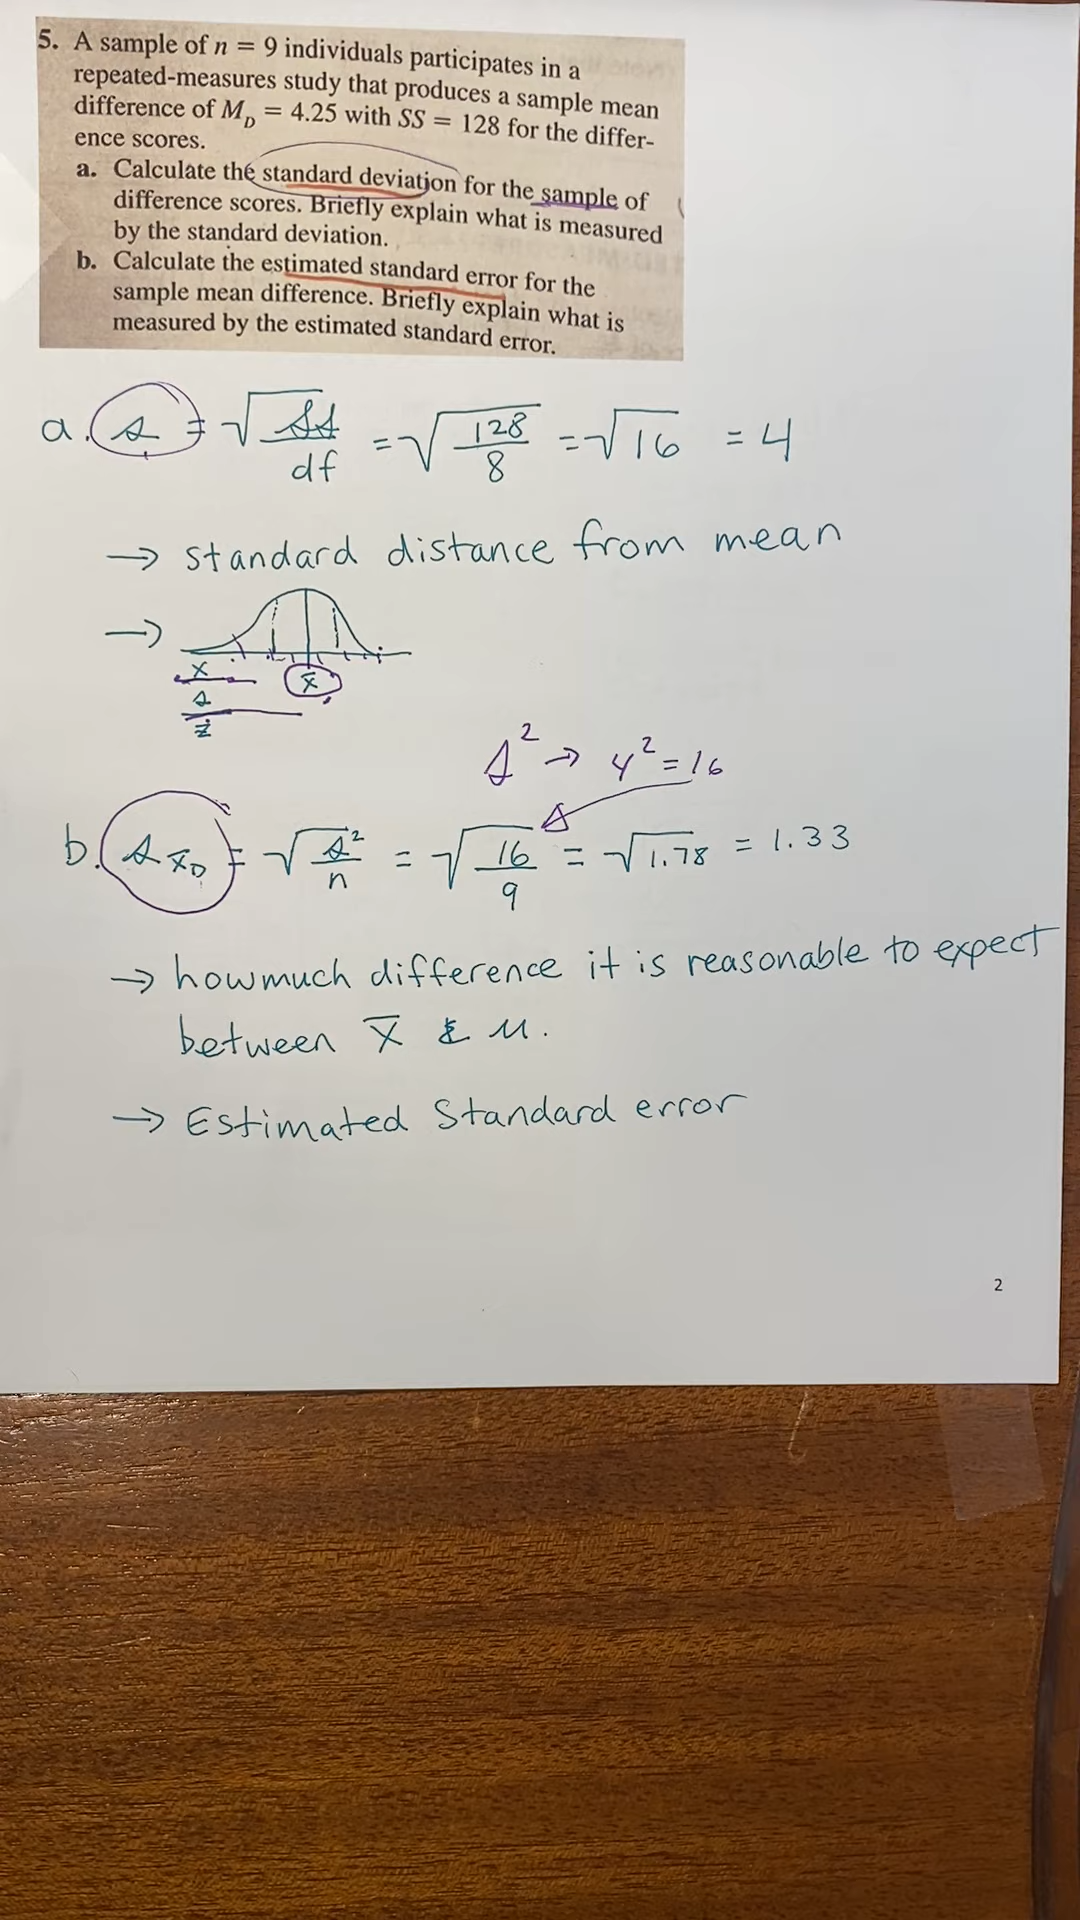 5. A sample of n = 9 individuals participates in a
repeated-measures study that produces a sample mean
difference of M_D = 4.25 with SS = 128 for the differ-
ence scores.
a. Calculate the standard deviation for the sample of
difference scores. Briefly explain what is measured
by the standard deviation.
b. Calculate the estimated standard error for the
sample mean difference. Briefly explain what is
measured by the estimated standard error.
a. s = √SS/df = √128/8 = √16 = 4
→ standard distance from mean
→
x x̄
s
z
s² → 4² = 16
b. s x̄_D = √s²/n = √16/9 = √1.78 = 1.33
→ how much difference it is reasonable to expect
between x̄ & μ.
→ Estimated Standard error
2